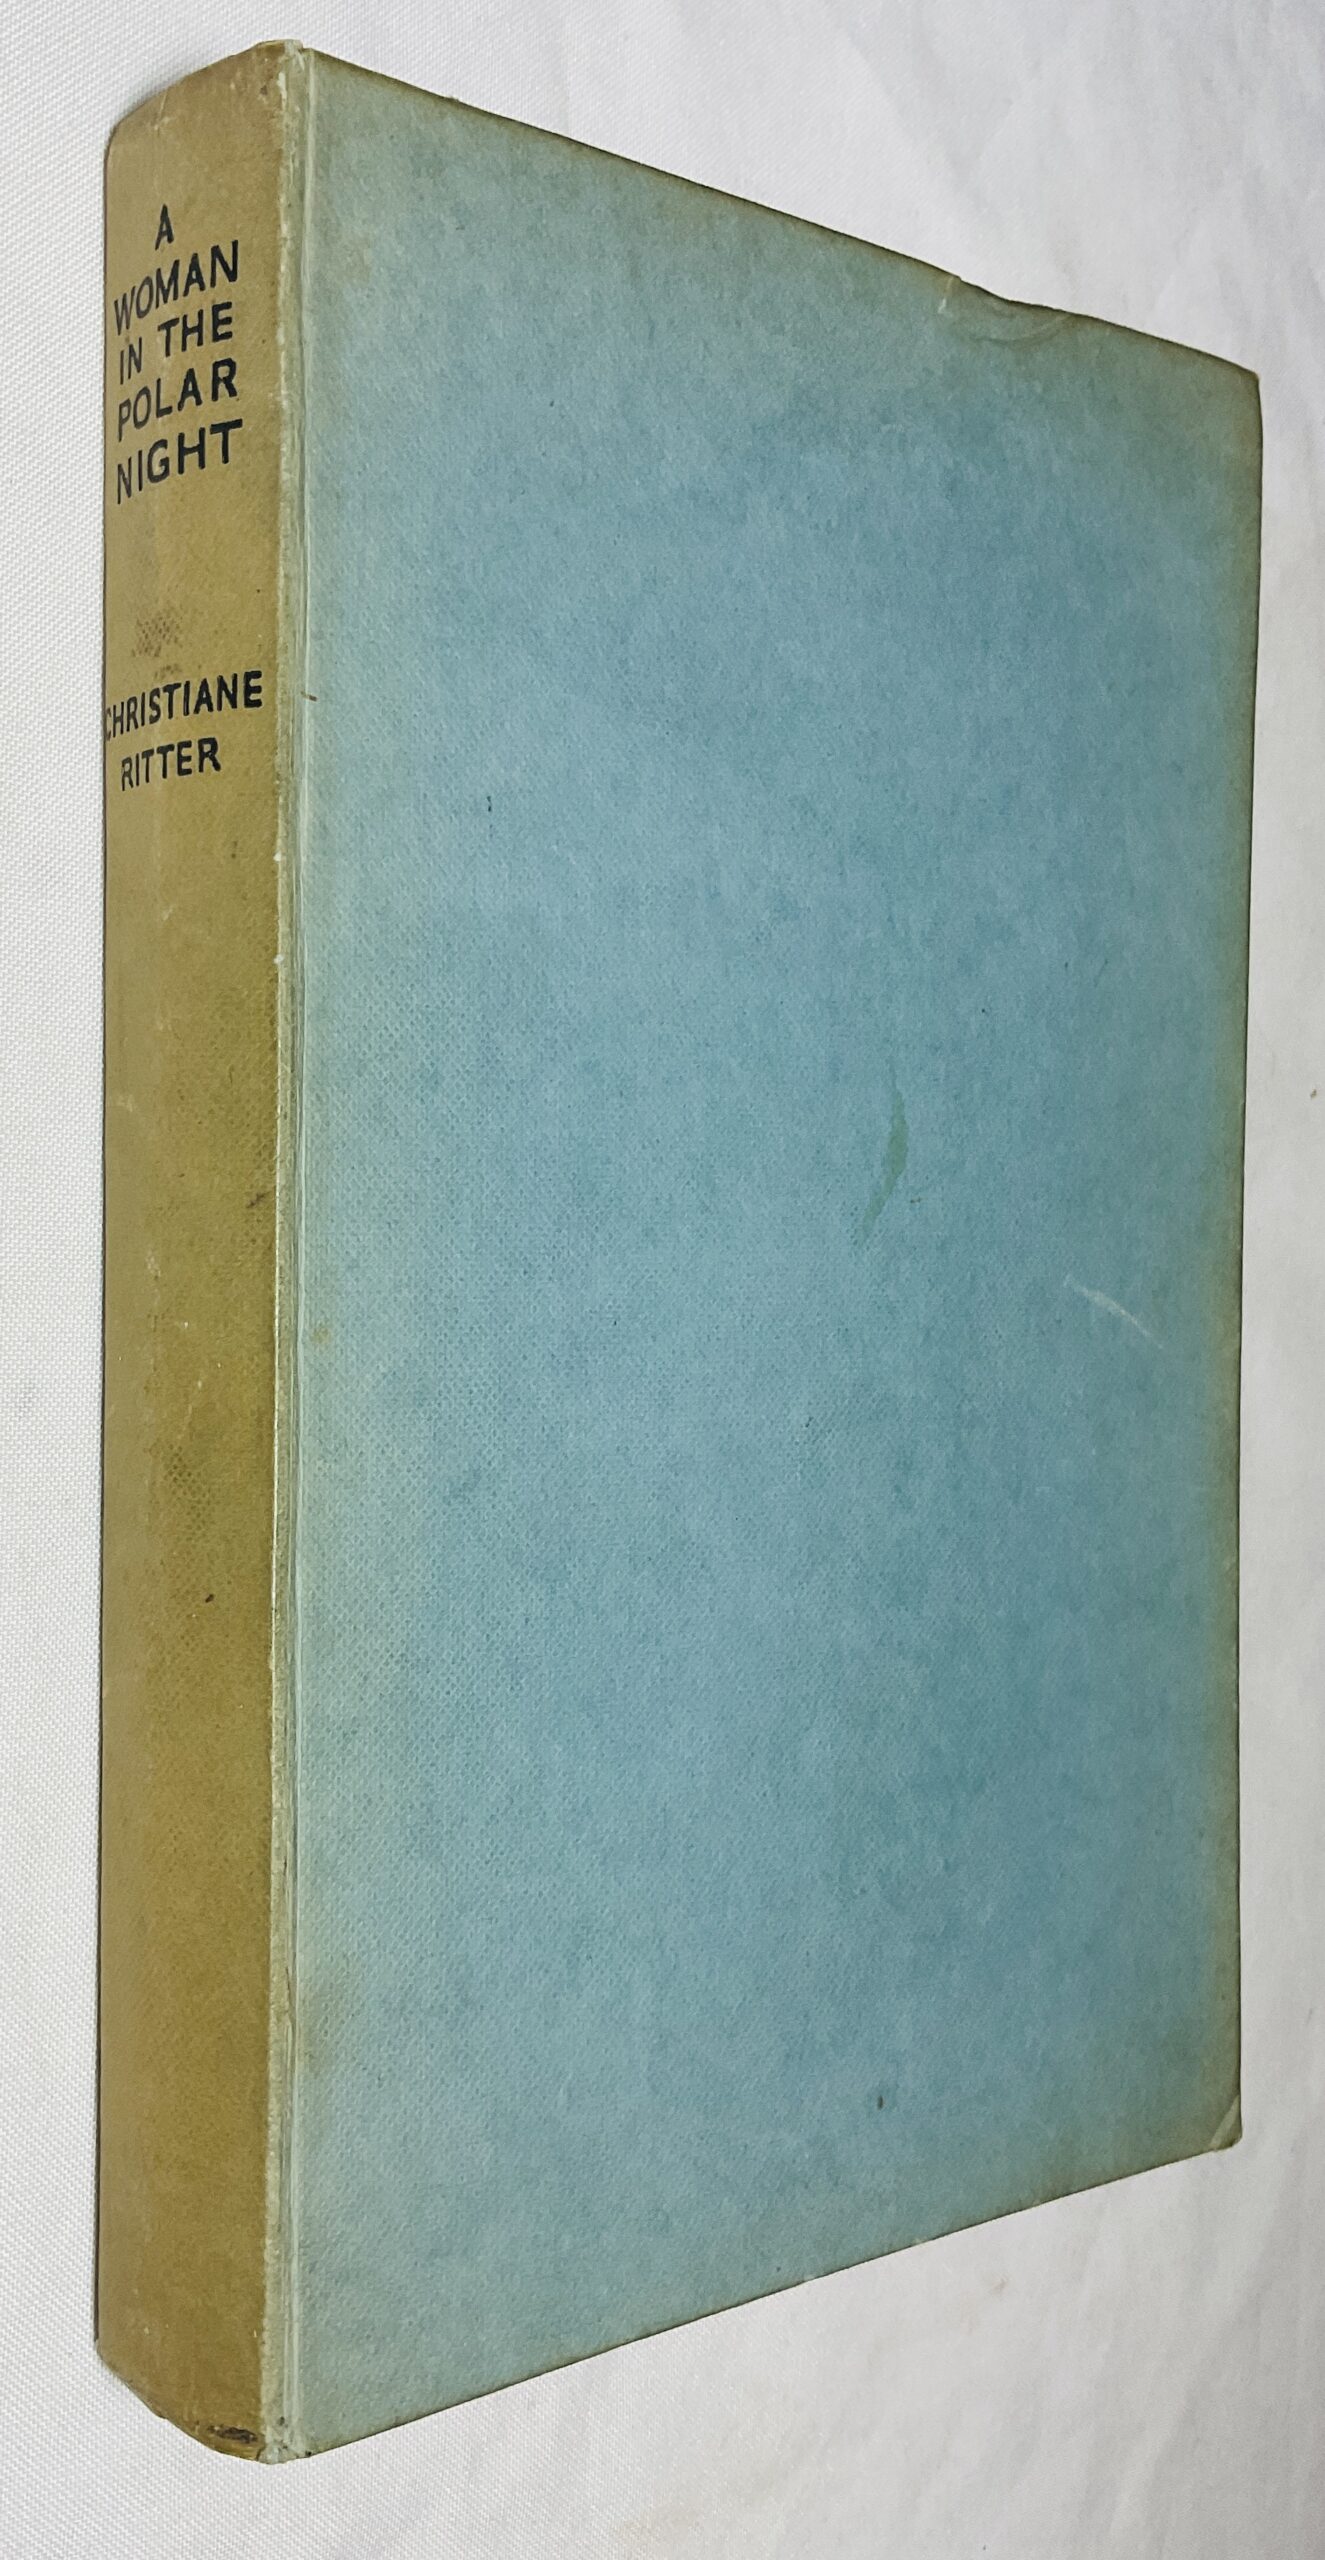 A
WOMAN
IN THE
POLAR
NIGHT
CHRISTIANE
RITTER